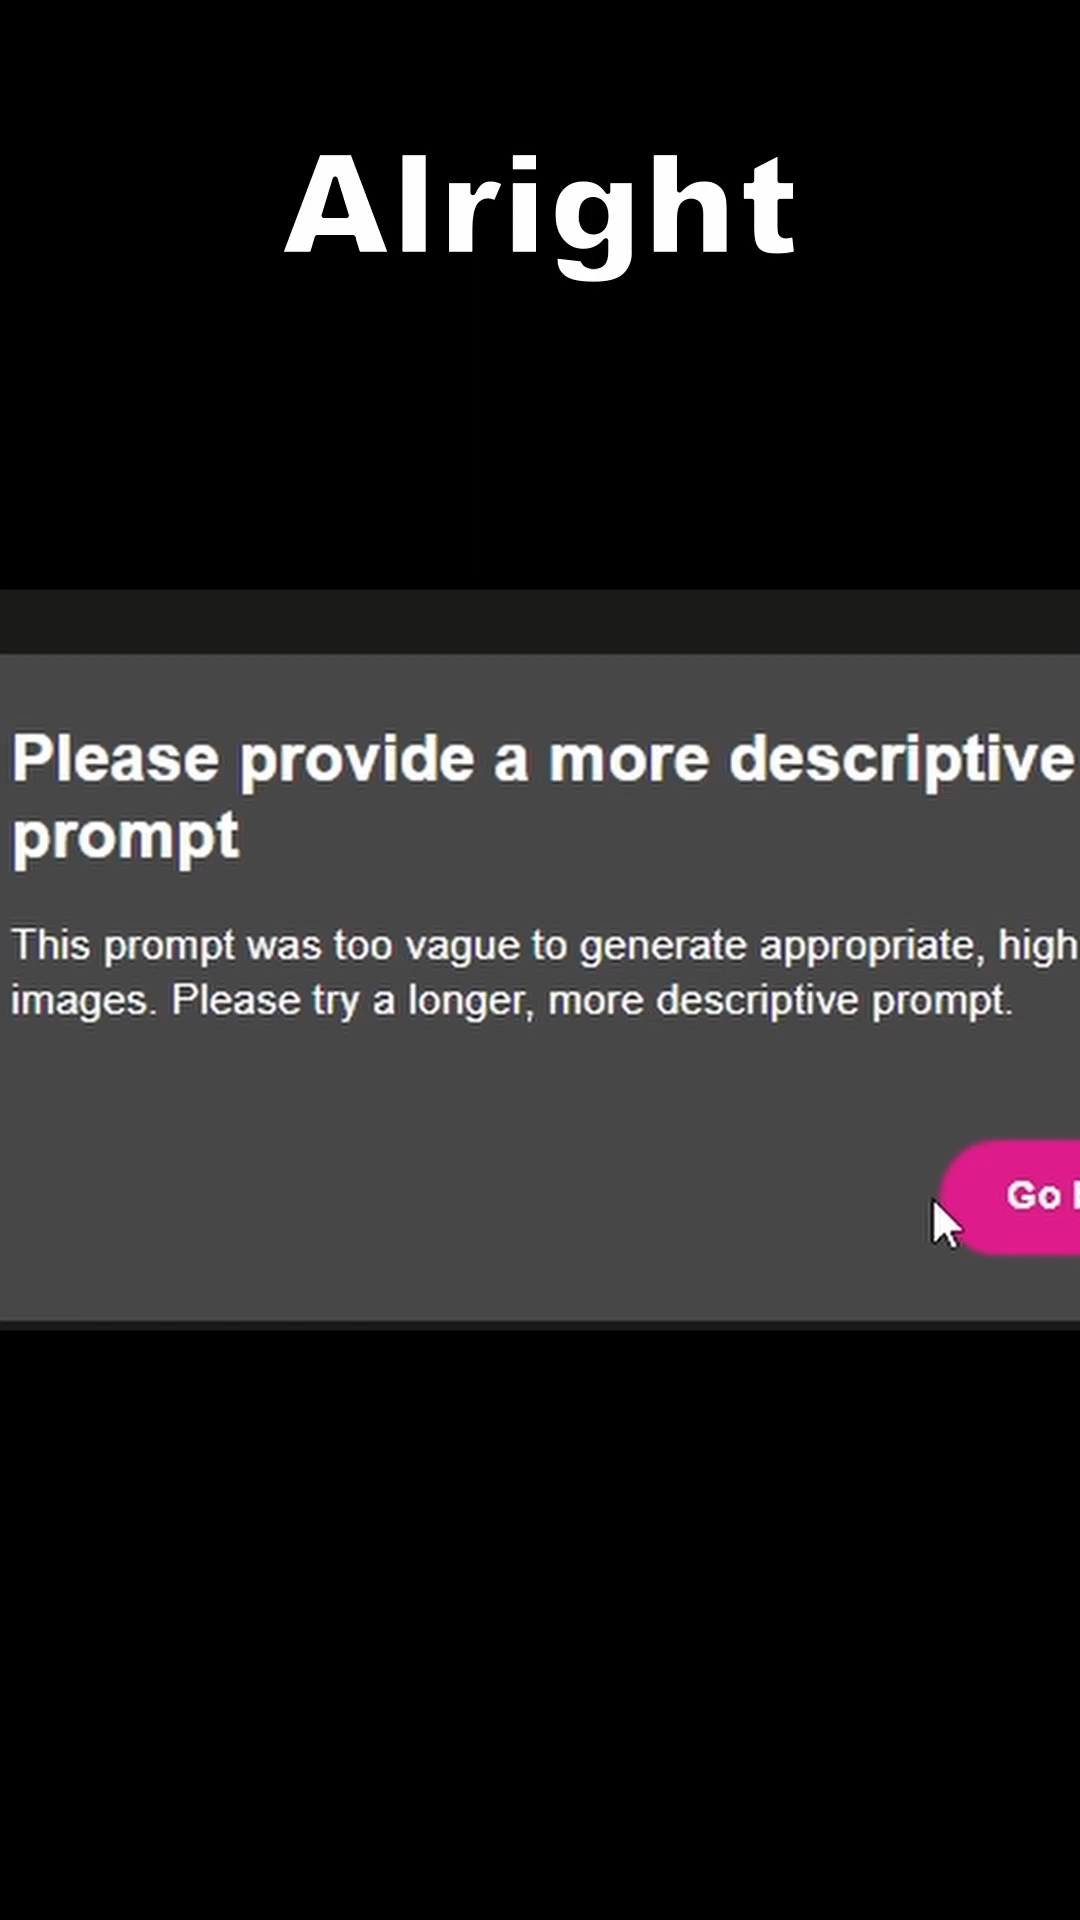 Alright
Please provide a more descriptive
prompt
This prompt was too vague to generate appropriate, high
images. Please try a longer, more descriptive prompt.
Go